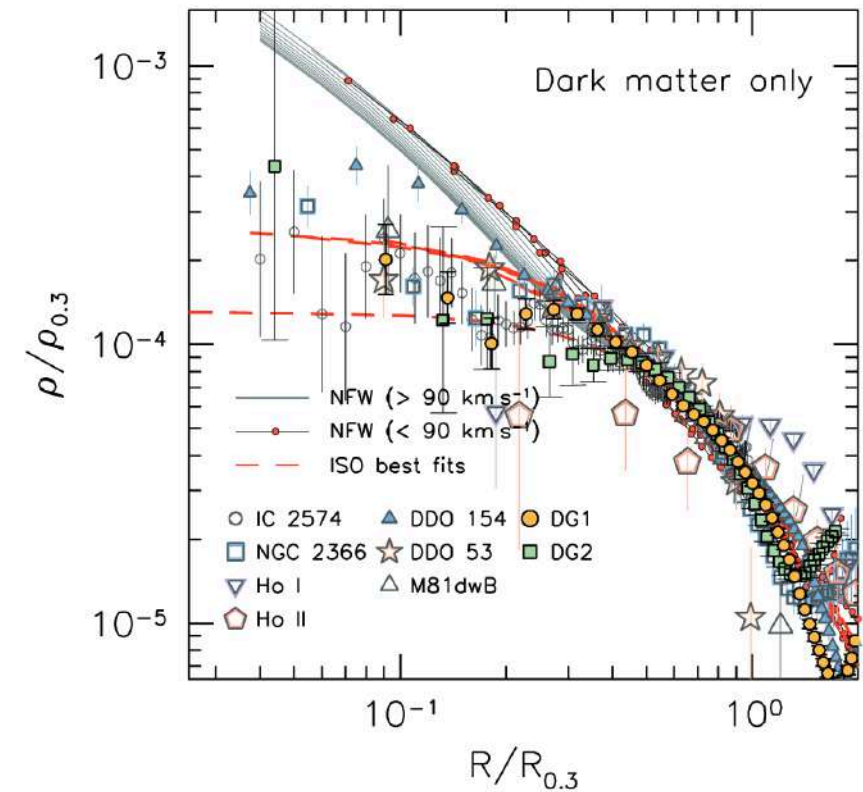 10⁻³
Dark matter only
10⁻⁴
ρ/ρ₀.₃
NFW (> 90 km s⁻¹)
NFW (< 90 km s⁻¹)
ISO best fits
IC 2574 DDO 154 DG1
NGC 2366 DDO 53 DG2
Ho I M81dwB
Ho II
10⁻⁵
10⁻¹ 10⁰
R/R₀.₃